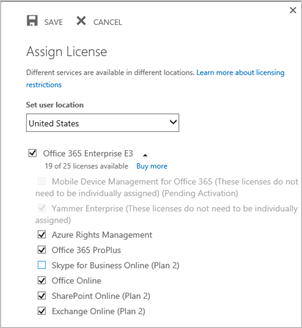 SAVE CANCEL
Assign License
Different services are available in different locations. Learn more about licensing
restrictions
Set user location
United States
Office 365 Enterprise E3
19 of 25 licenses available Buy more
Mobile Device Management for Office 365 (These licenses do not
need to be individually assigned) (Pending Activation)
Yammer Enterprise (These licenses do not need to be individually
assigned)
Azure Rights Management
Office 365 ProPlus
Skype for Business Online (Plan 2)
Office Online
SharePoint Online (Plan 2)
Exchange Online (Plan 2)